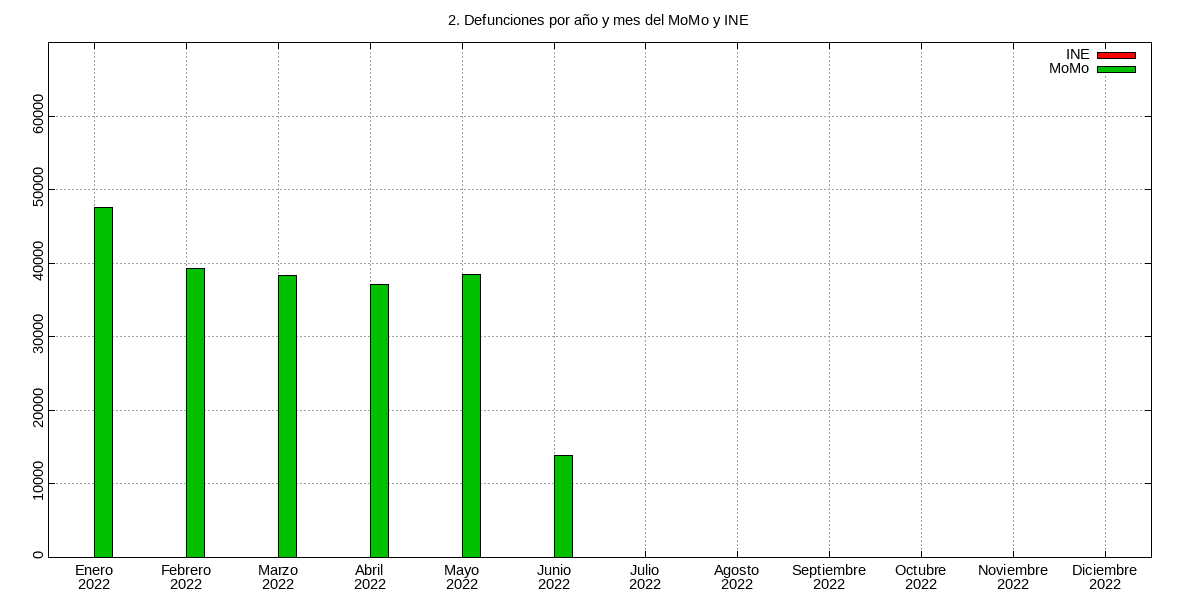 2. Defunciones por año y mes del MoMo y INE
INE
MoMo
60000
50000
40000
30000
20000
10000
0
Enero Febrero Marzo Abril Mayo Junio Julio Agosto Septiembre Octubre Noviembre Diciembre
2022 2022 2022 2022 2022 2022 2022 2022 2022 2022 2022 2022